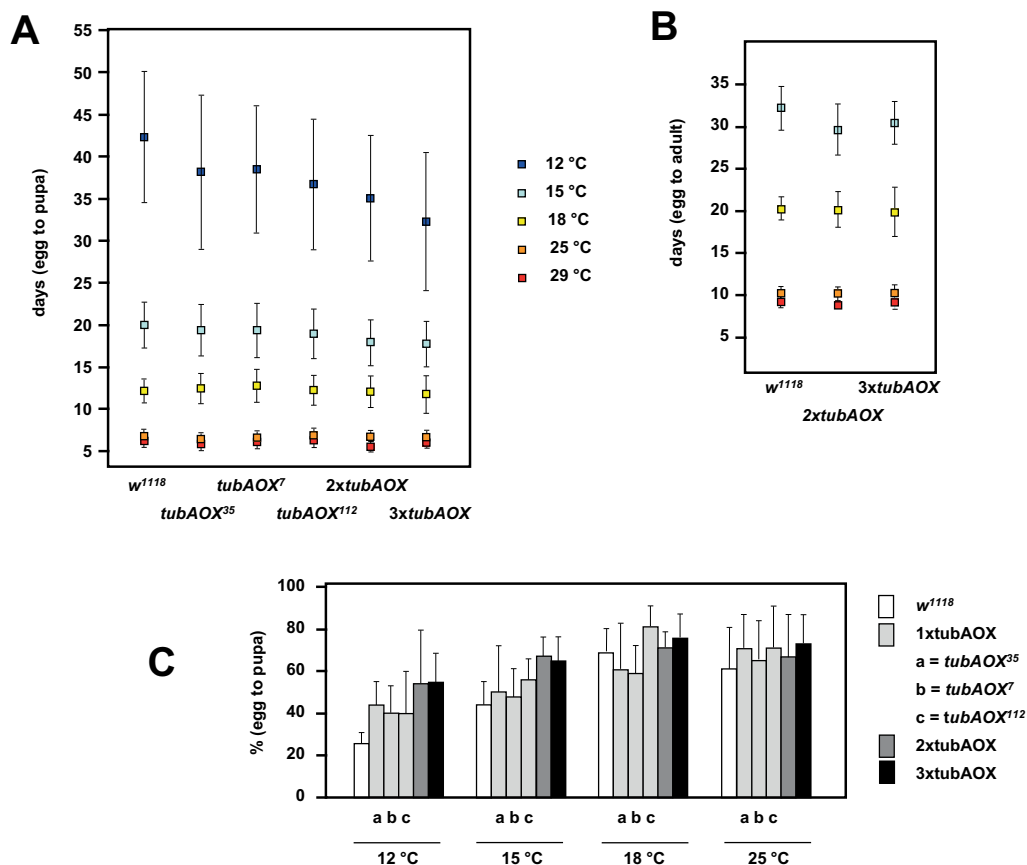 A
55
50
45
40
35
30
25
20
15
10
5
days (egg to pupa)
w1118
tubAOX7
2xtubAOX
tubAOX35
tubAOX112
3xtubAOX
12 °C
15 °C
18 °C
25 °C
29 °C
B
35
30
25
20
15
10
5
days (egg to adult)
w1118
3xtubAOX
2xtubAOX
C
100
80
60
40
20
0
% (egg to pupa)
a b c
a b c
a b c
a b c
12 °C
15 °C
18 °C
25 °C
w1118
1xtubAOX
a = tubAOX35
b = tubAOX7
c = tubAOX112
2xtubAOX
3xtubAOX